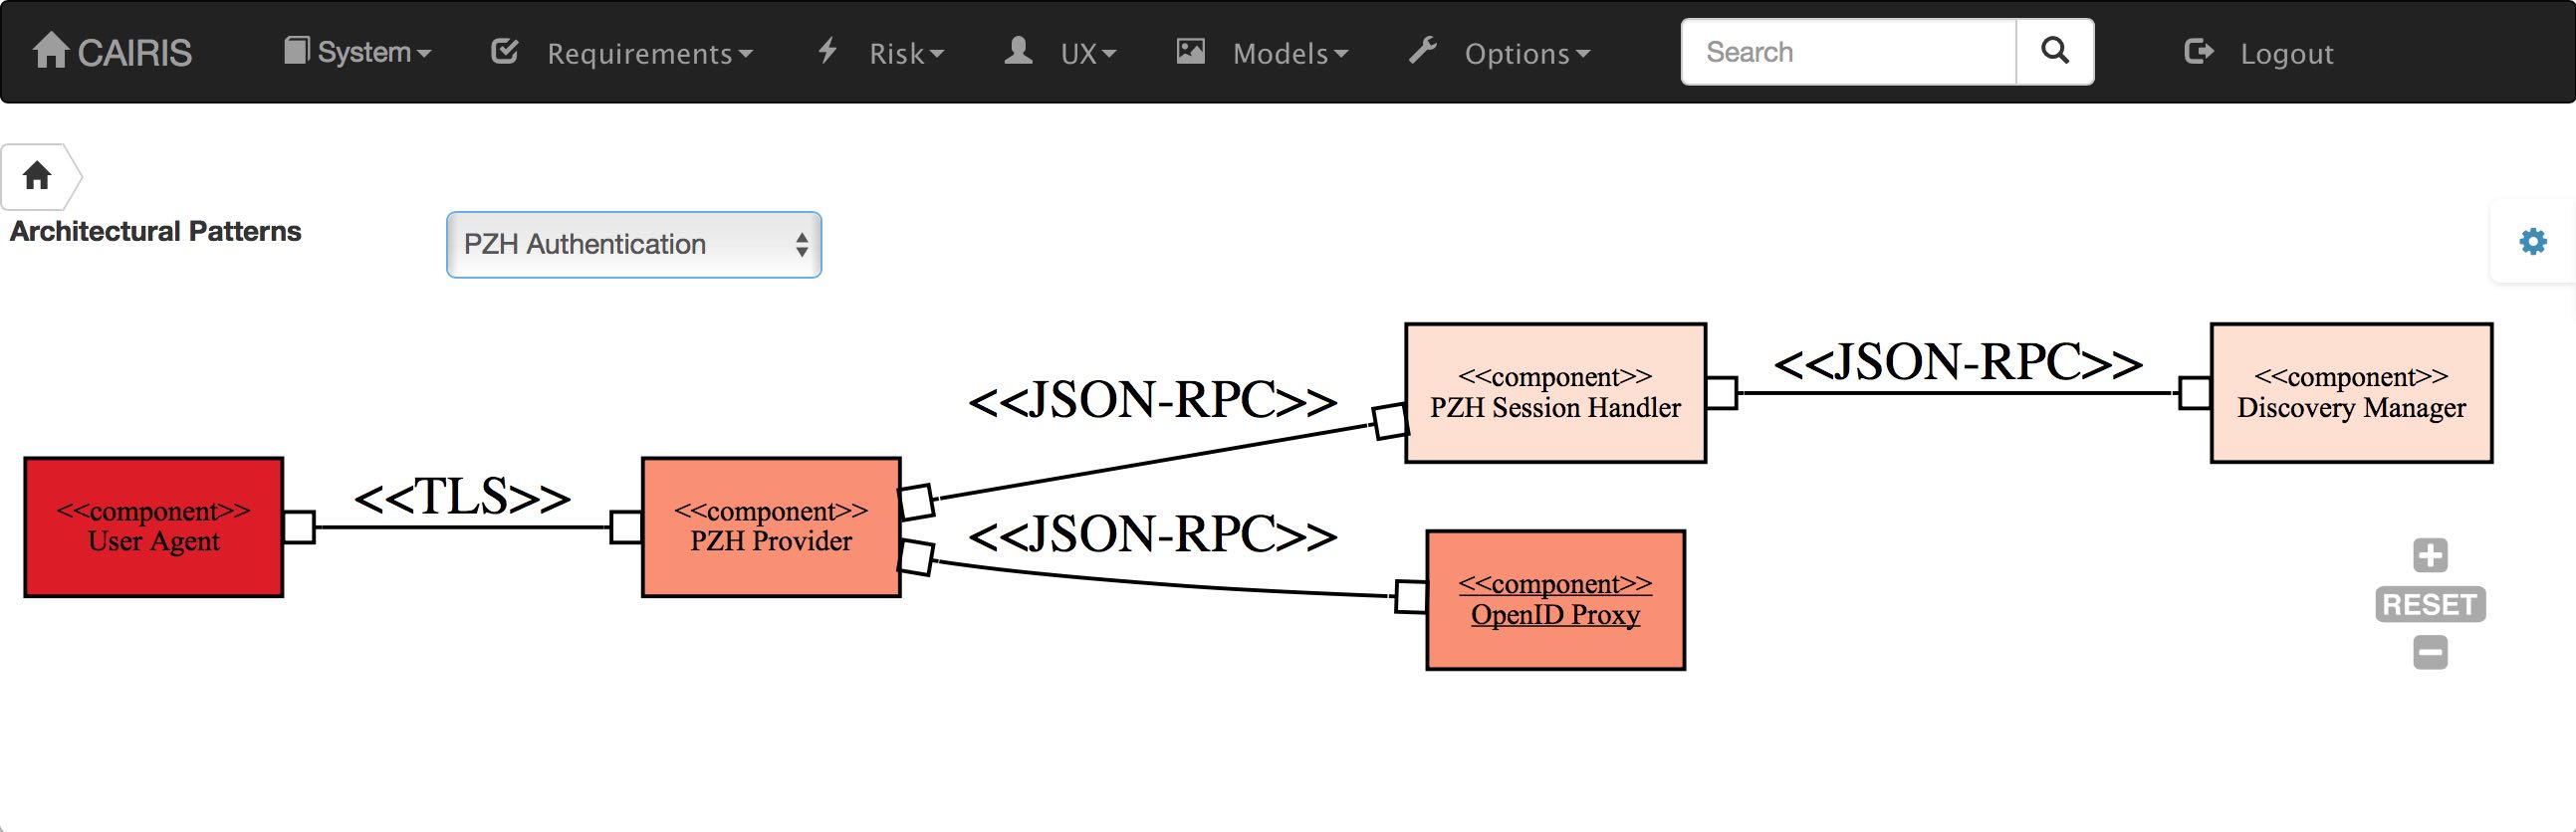 CAIRIS System Requirements Risk UX Models Options Search Logout
Architectural Patterns PZH Authentication
<<JSON-RPC>>
<<component>>
PZH Session Handler
<<JSON-RPC>>
<<component>>
Discovery Manager
<<component>>
User Agent
<<TLS>>
<<component>>
PZH Provider
<<JSON-RPC>>
<<component>>
OpenID Proxy
RESET